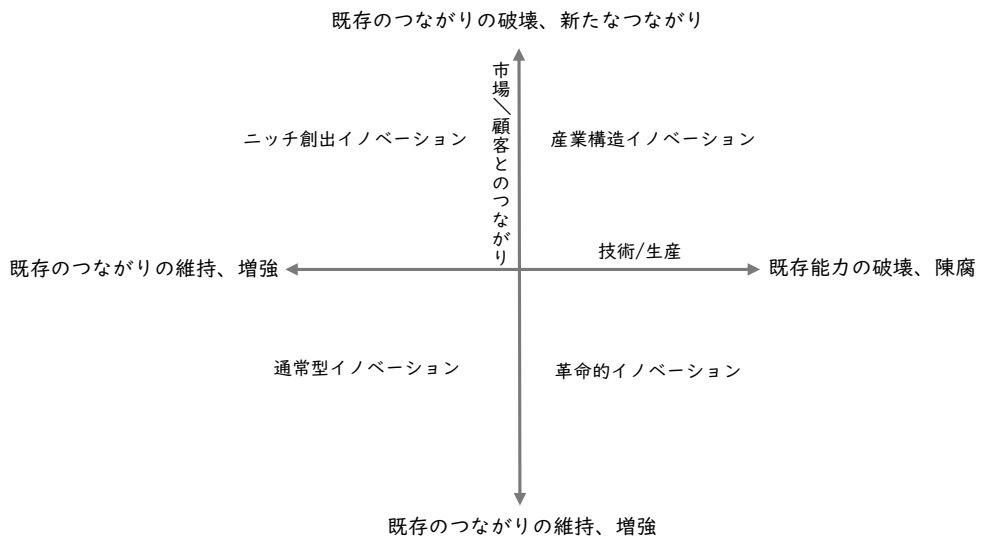 既存のつながりの破壊、新たなつながり
市場/顧客とのつながり
ニッチ創出イノベーション
産業構造イノベーション
技術/生産
既存のつながりの維持、増強
既存能力の破壊、陳腐
通常型イノベーション
革命的イノベーション
既存のつながりの維持、増強